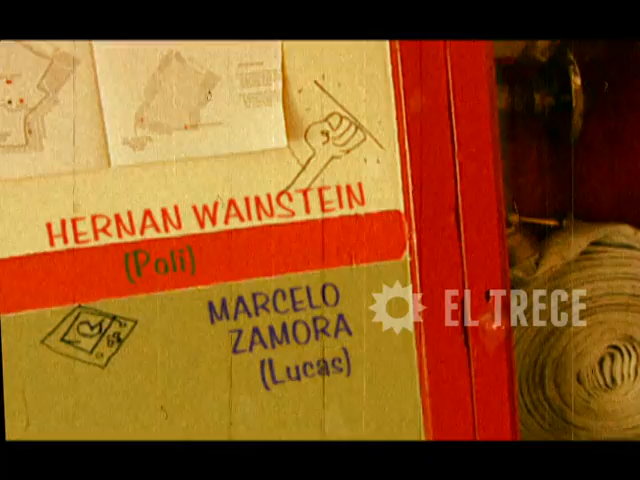 HERNAN WAINSTEIN
(Poli)
MARCELO
ZAMORA
(Lucas)
EL TRECE